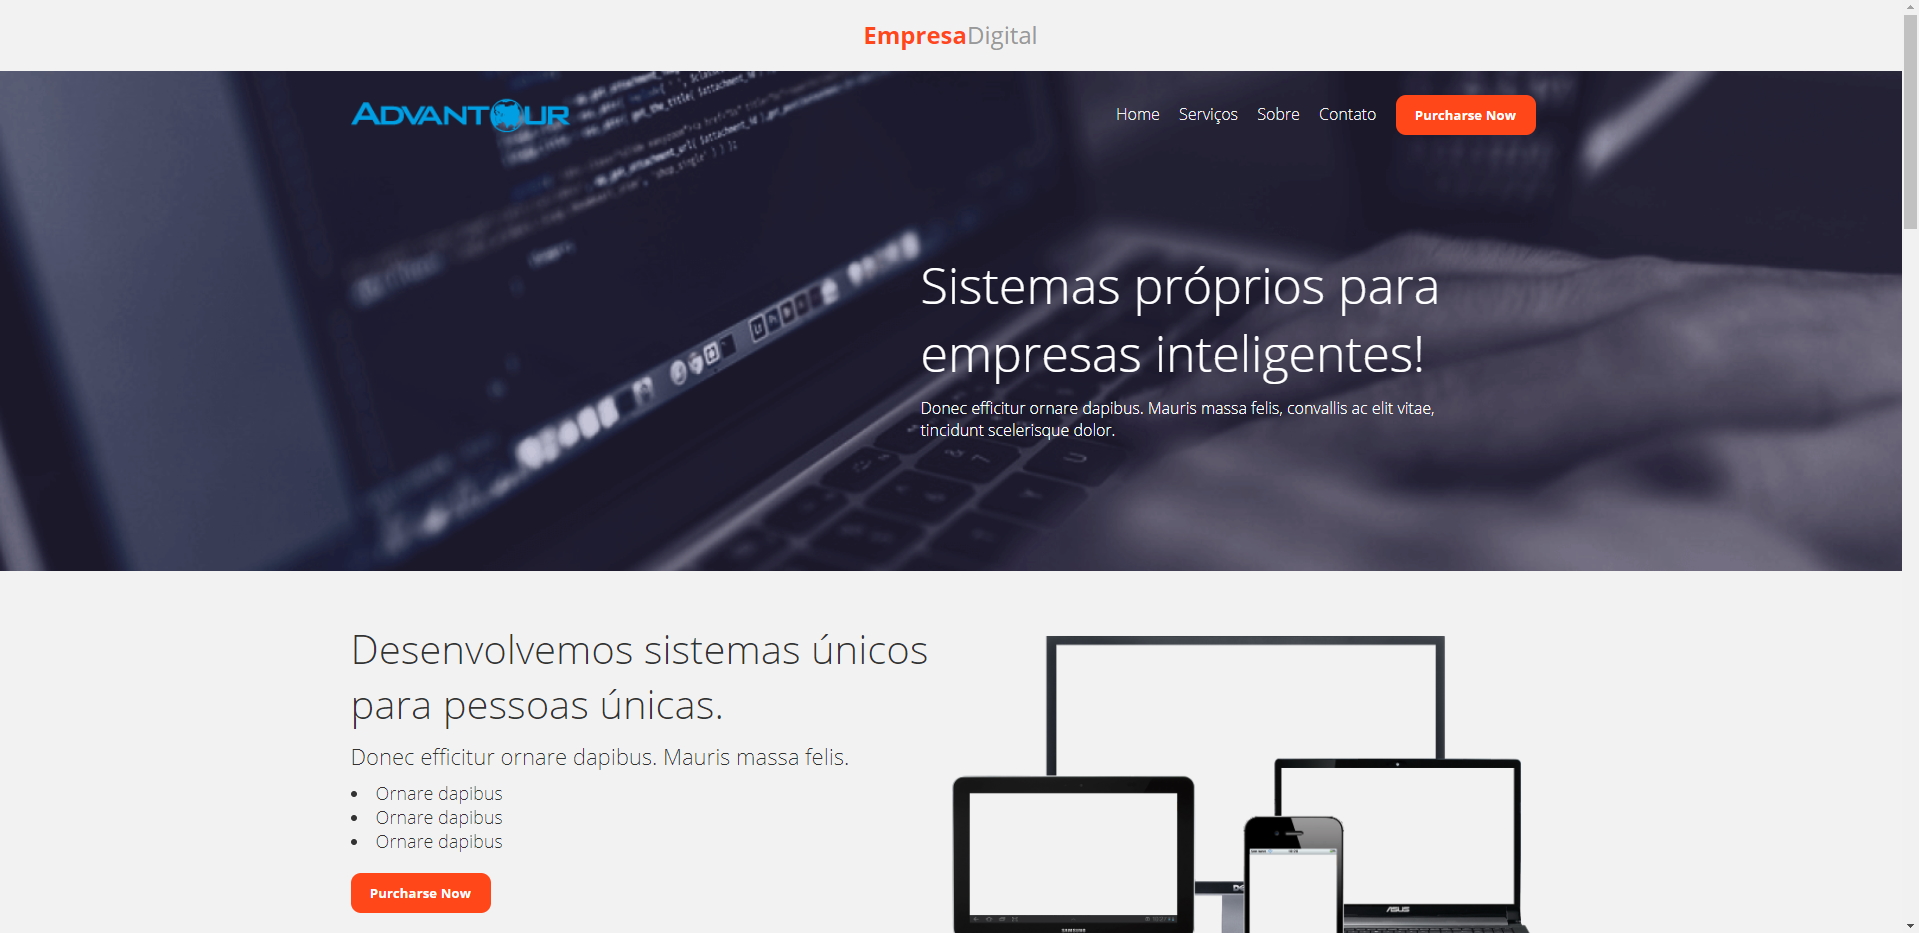 EmpresaDigital
ADVANTOUR
Home Serviços Sobre Contato Purcharse Now
Sistemas próprios para
empresas inteligentes!
Donec efficitur ornare dapibus. Mauris massa felis, convallis ac elit vitae,
tincidunt scelerisque dolor.
Desenvolvemos sistemas únicos
para pessoas únicas.
Donec efficitur ornare dapibus. Mauris massa felis.
Ornare dapibus
Ornare dapibus
Ornare dapibus
Purcharse Now
ASUS
SAMSUNG